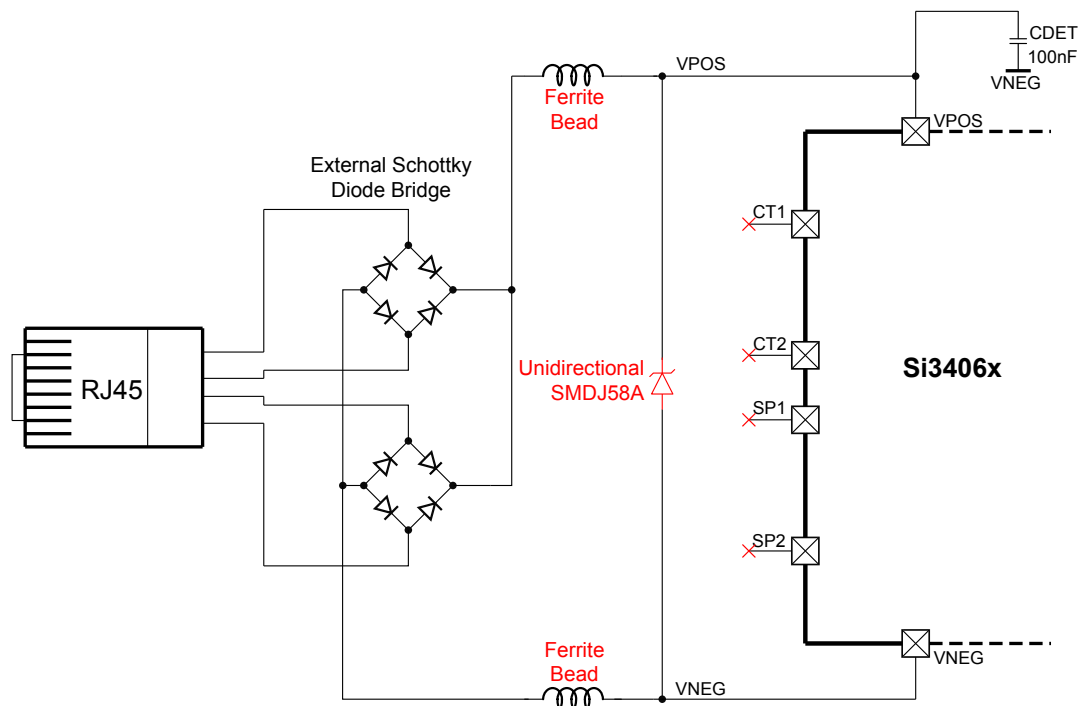 CDET
100nF
VNEG
VPOS
Ferrite
Bead
VPOS
External Schottky
Diode Bridge
CT1
CT2
Unidirectional
SMDJ58A
Si3406x
RJ45
SP1
SP2
Ferrite
Bead
VNEG
VNEG